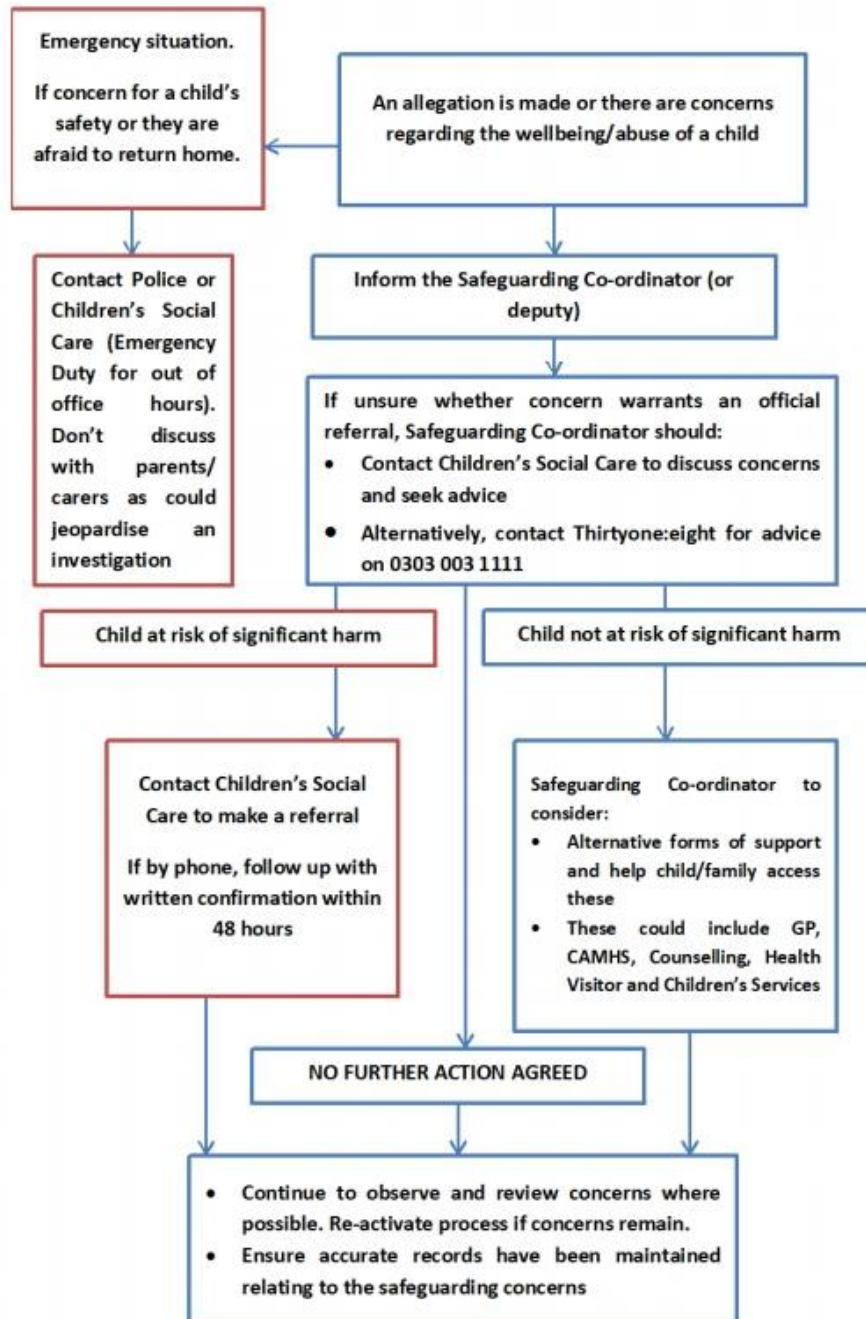 Emergency situation.
If concern for a child's
safety or they are
afraid to return home.
An allegation is made or there are concerns
regarding the wellbeing/abuse of a child
Contact Police or
Children's Social
Care (Emergency
Duty for out of
office hours).
Don't discuss
with parents/
carers as could
jeopardise an
investigation
Inform the Safeguarding Co-ordinator (or
deputy)
If unsure whether concern warrants an official
referral, Safeguarding Co-ordinator should:
• Contact Children's Social Care to discuss concerns
and seek advice
• Alternatively, contact Thirtyone:eight for advice
on 0303 003 1111
Child at risk of significant harm
Child not at risk of significant harm
Contact Children's Social
Care to make a referral
If by phone, follow up with
written confirmation within
48 hours
Safeguarding Co-ordinator to
consider:
• Alternative forms of support
and help child/family access
these
• These could include GP,
CAMHS, Counselling, Health
Visitor and Children's Services
NO FURTHER ACTION AGREED
• Continue to observe and review concerns where
possible. Re-activate process if concerns remain.
• Ensure accurate records have been maintained
relating to the safeguarding concerns